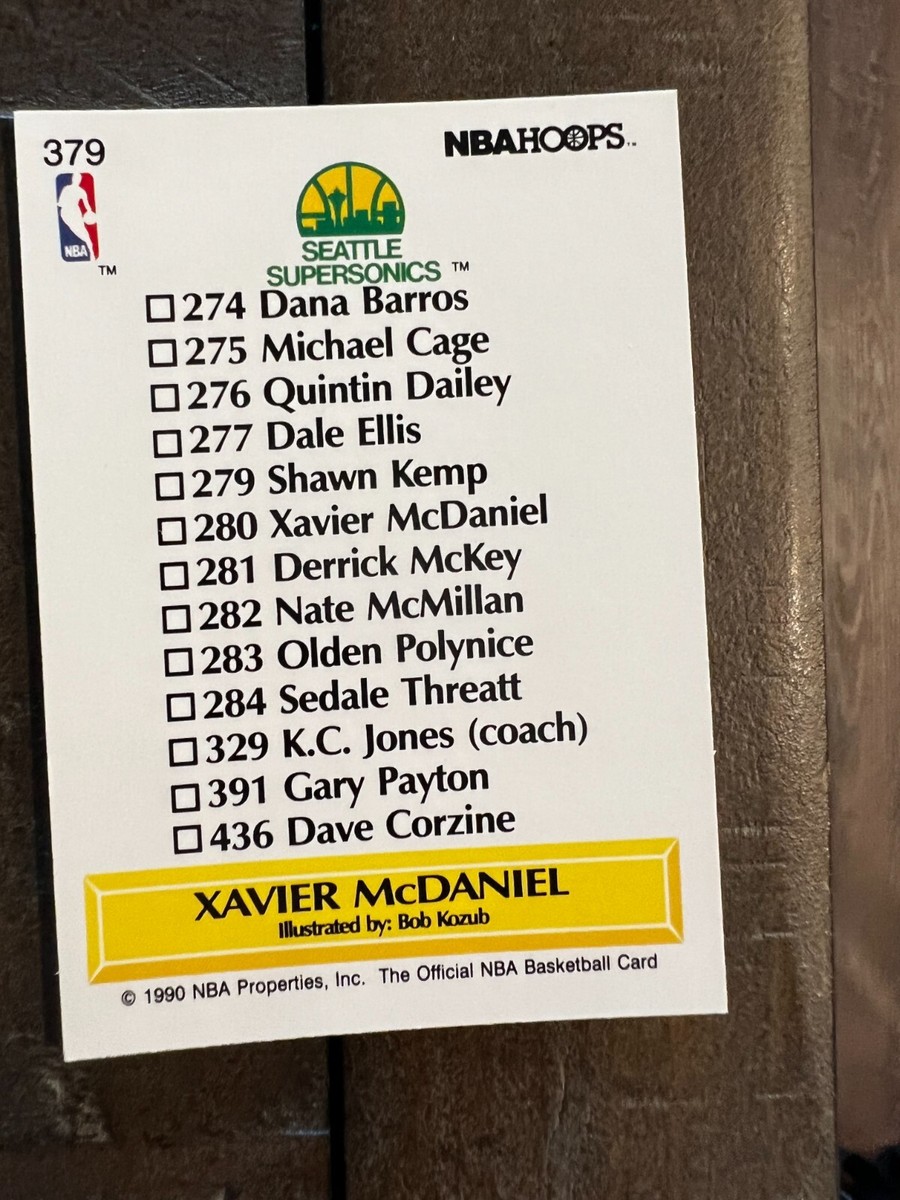 379
NBA HOOPS™
NBA
TM
SEATTLE
SUPERSONICS TM
274 Dana Barros
275 Michael Cage
276 Quintin Dailey
277 Dale Ellis
279 Shawn Kemp
280 Xavier McDaniel
281 Derrick McKey
282 Nate McMillan
283 Olden Polynice
284 Sedale Threatt
329 K.C. Jones (coach)
391 Gary Payton
436 Dave Corzine
XAVIER McDANIEL
Illustrated by: Bob Kozub
© 1990 NBA Properties, Inc. The Official NBA Basketball Card